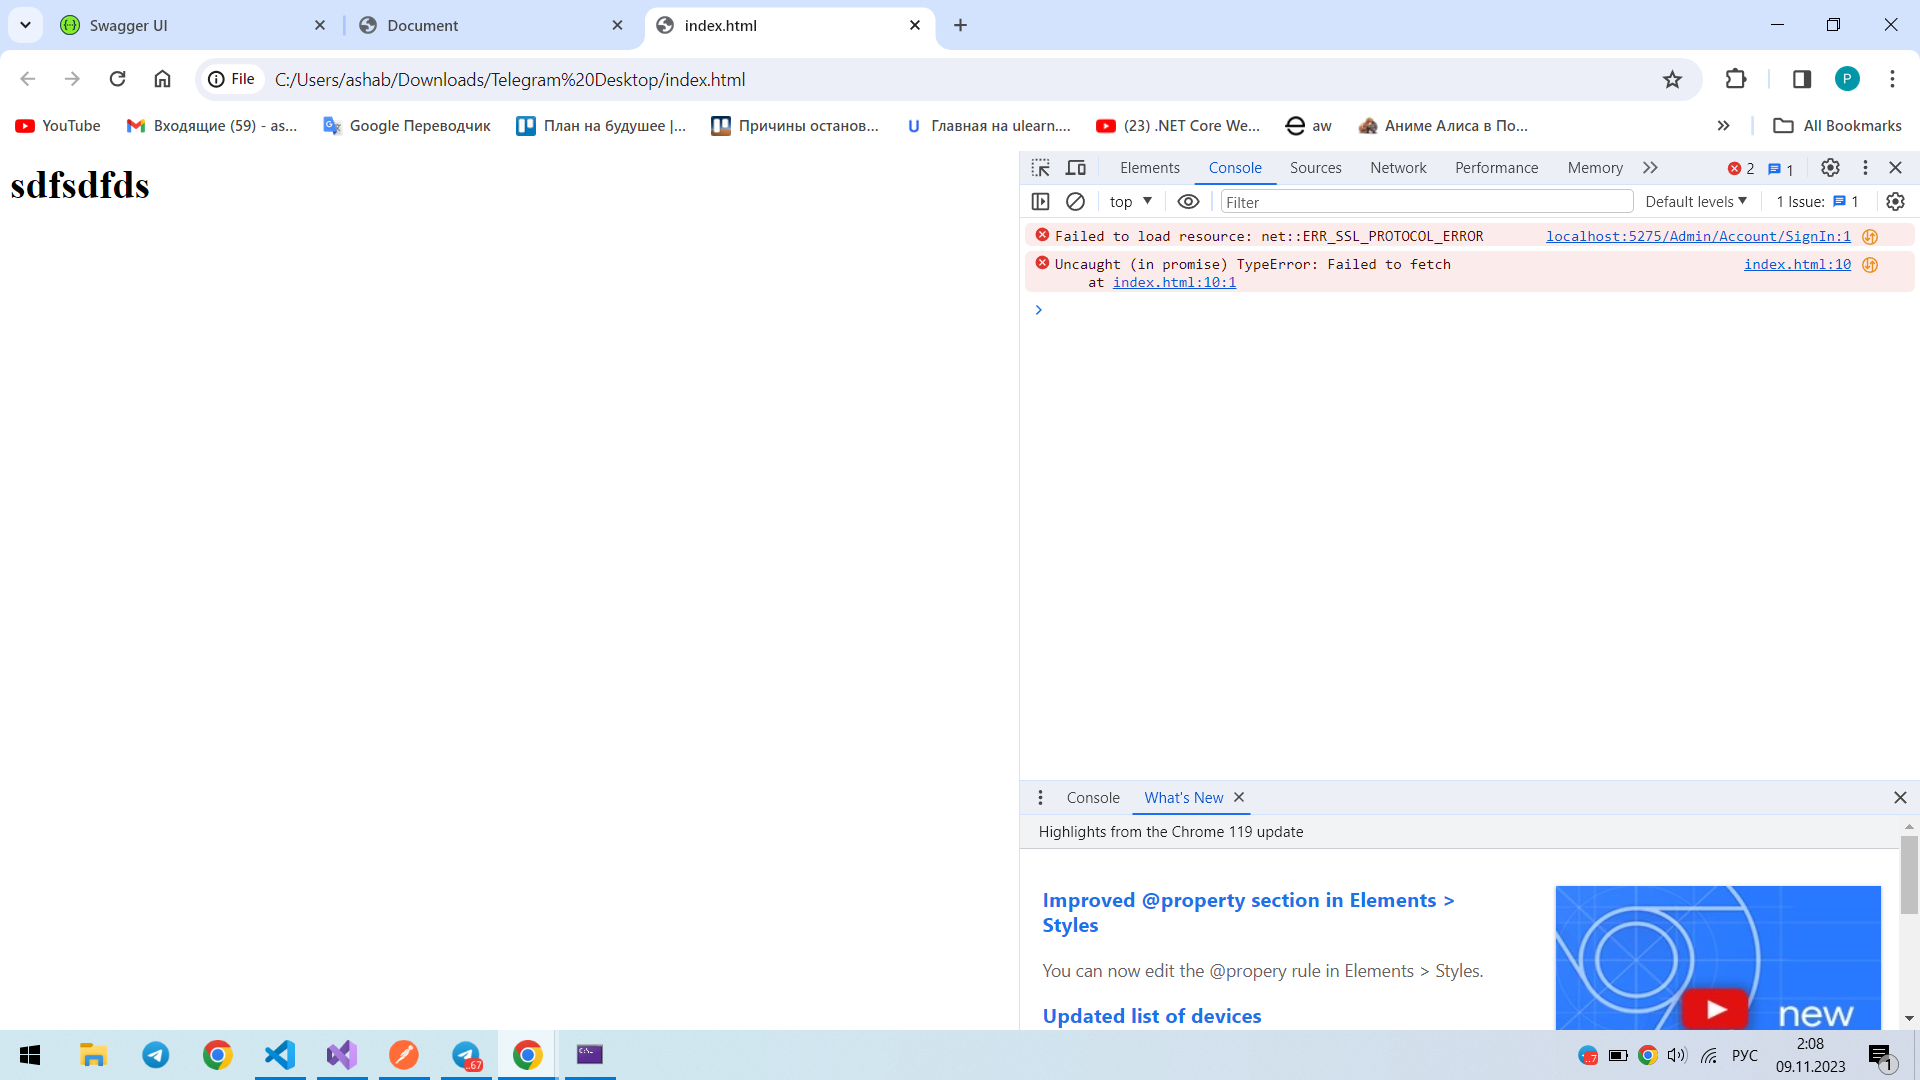 Swagger UI
Document
index.html
File C:/Users/ashab/Downloads/Telegram%20Desktop/index.html
P
YouTube
Входящие (59) - as...
Google Переводчик
План на будушее |...
Причины останов...
Главная на ulearn....
(23) .NET Core We...
aw
Аниме Алиса в По...
All Bookmarks
sdfsdfds
Elements Console Sources Network Performance Memory 2 1
top Filter Default levels 1 Issue: 1
Failed to load resource: net::ERR_SSL_PROTOCOL_ERROR localhost:5275/Admin/Account/SignIn:1
Uncaught (in promise) TypeError: Failed to fetch index.html:10
at index.html:10:1
Console What's New
Highlights from the Chrome 119 update
Improved @property section in Elements >
Styles
You can now edit the @propery rule in Elements > Styles.
Updated list of devices
new
..67
..7
РУС
2:08
09.11.2023
1